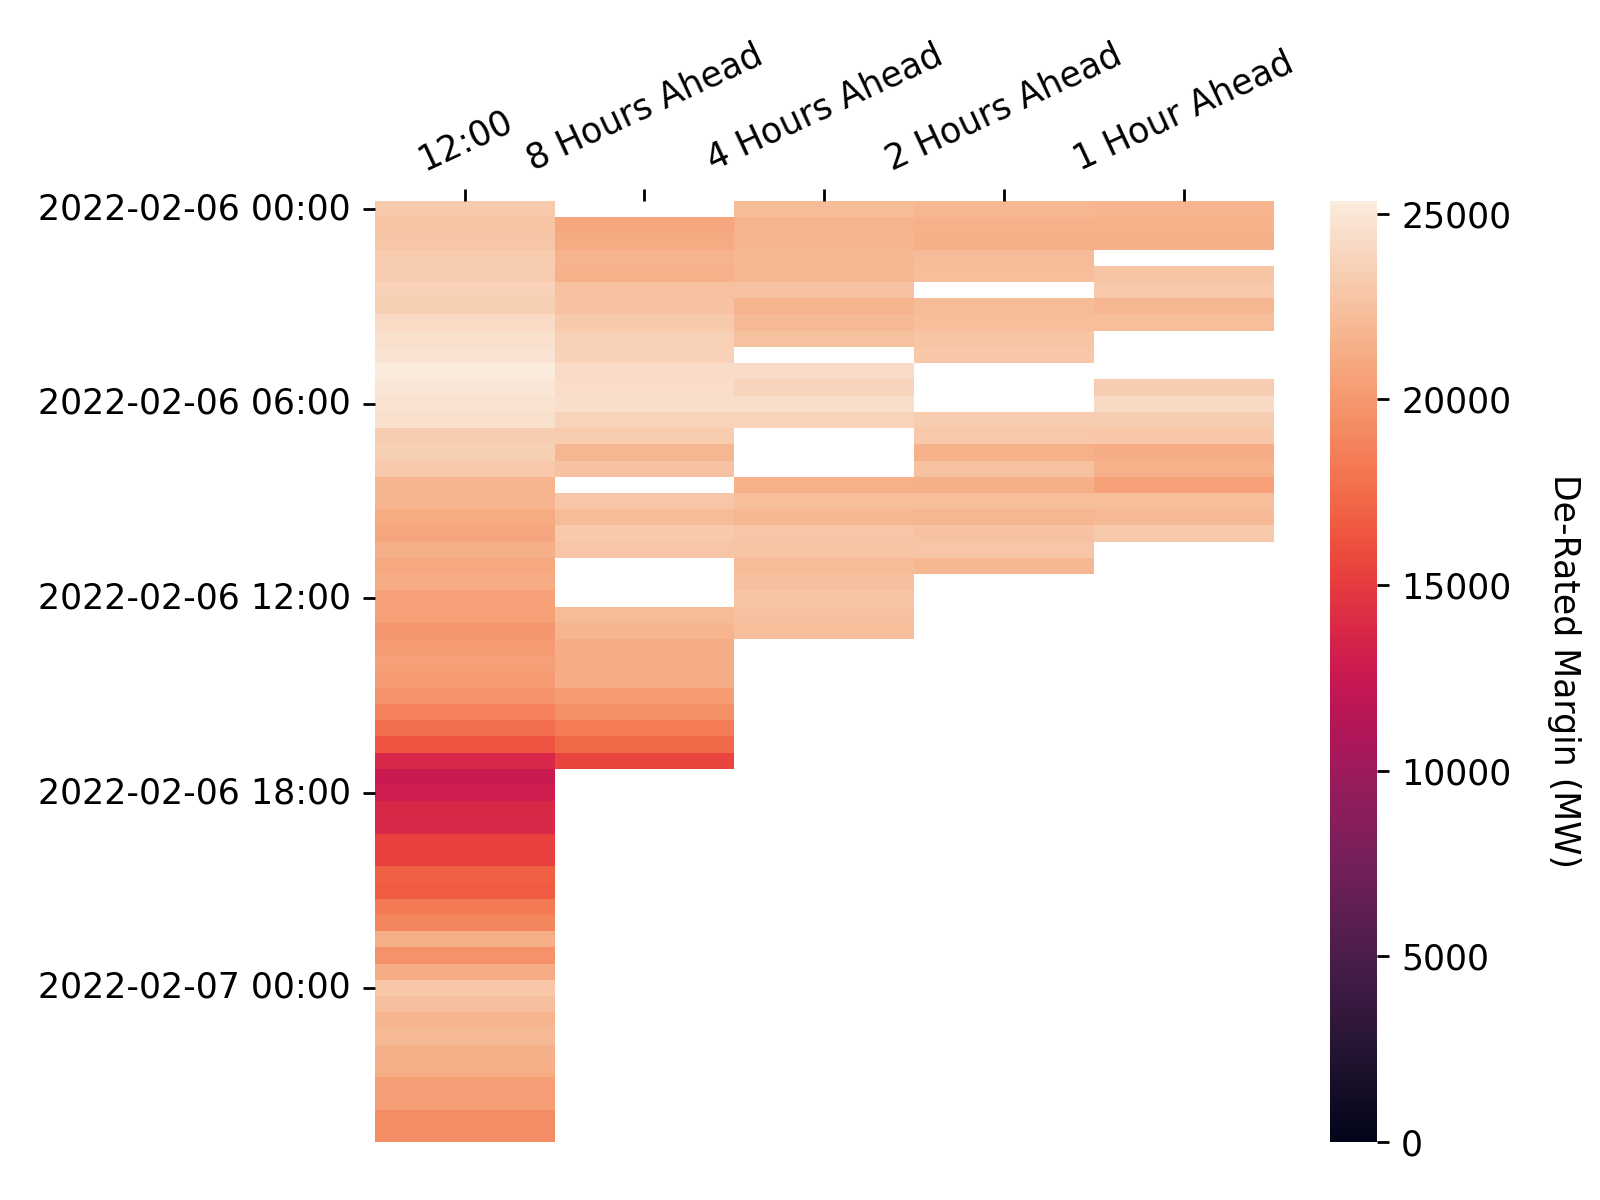 12:00
8 Hours Ahead
4 Hours Ahead
2 Hours Ahead
1 Hour Ahead
2022-02-06 00:00
2022-02-06 06:00
2022-02-06 12:00
2022-02-06 18:00
2022-02-07 00:00
25000
20000
15000
10000
5000
0
De-Rated Margin (MW)